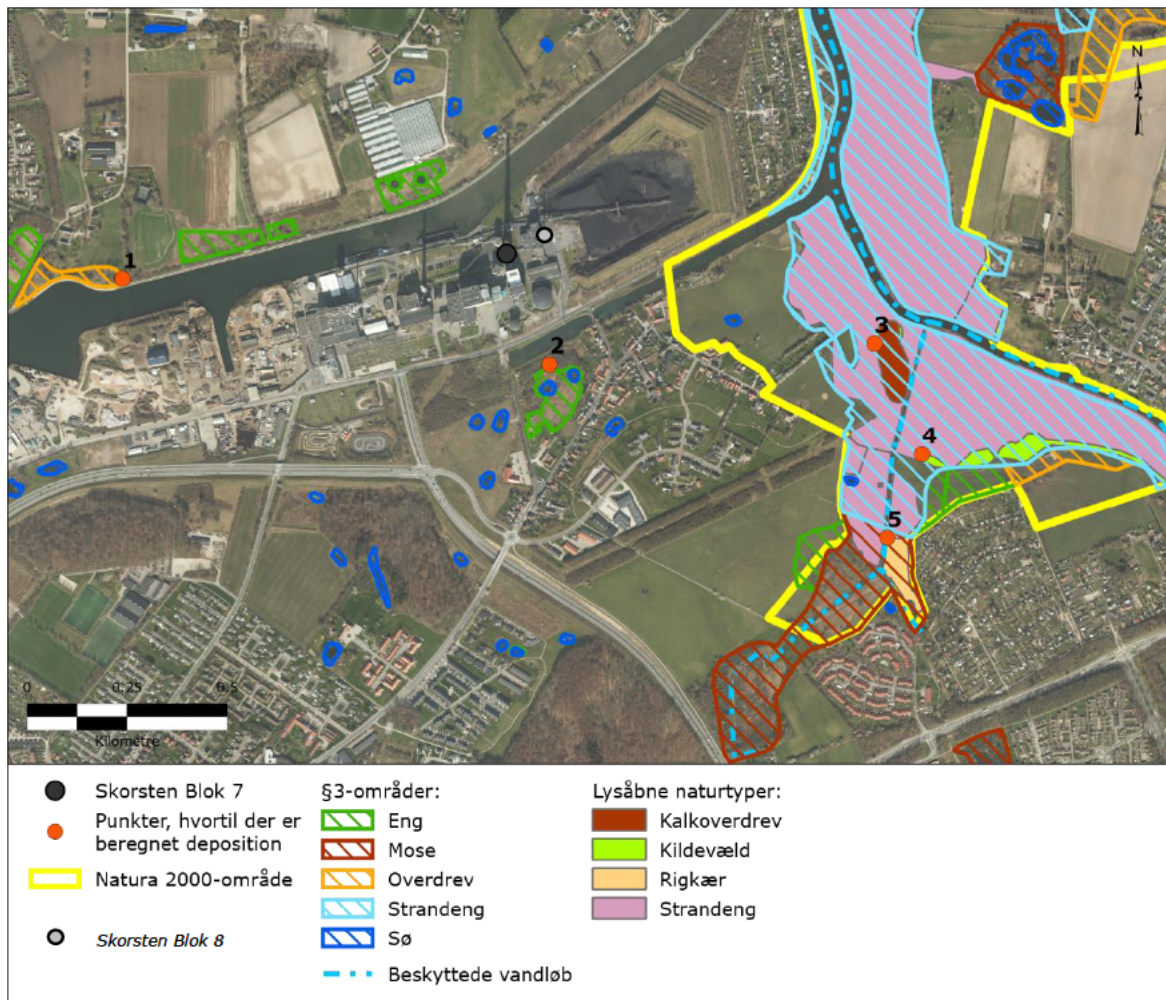 N
1
2
3
4
5
0 0,25 0,5
Kilometre
Skorsten Blok 7
Punkter, hvortil der er
beregnet deposition
Natura 2000-område
Skorsten Blok 8
§3-områder:
Eng
Mose
Overdrev
Strandeng
Sø
Beskyttede vandløb
Lysåbne naturtyper:
Kalkoverdrev
Kildevæld
Rigkær
Strandeng